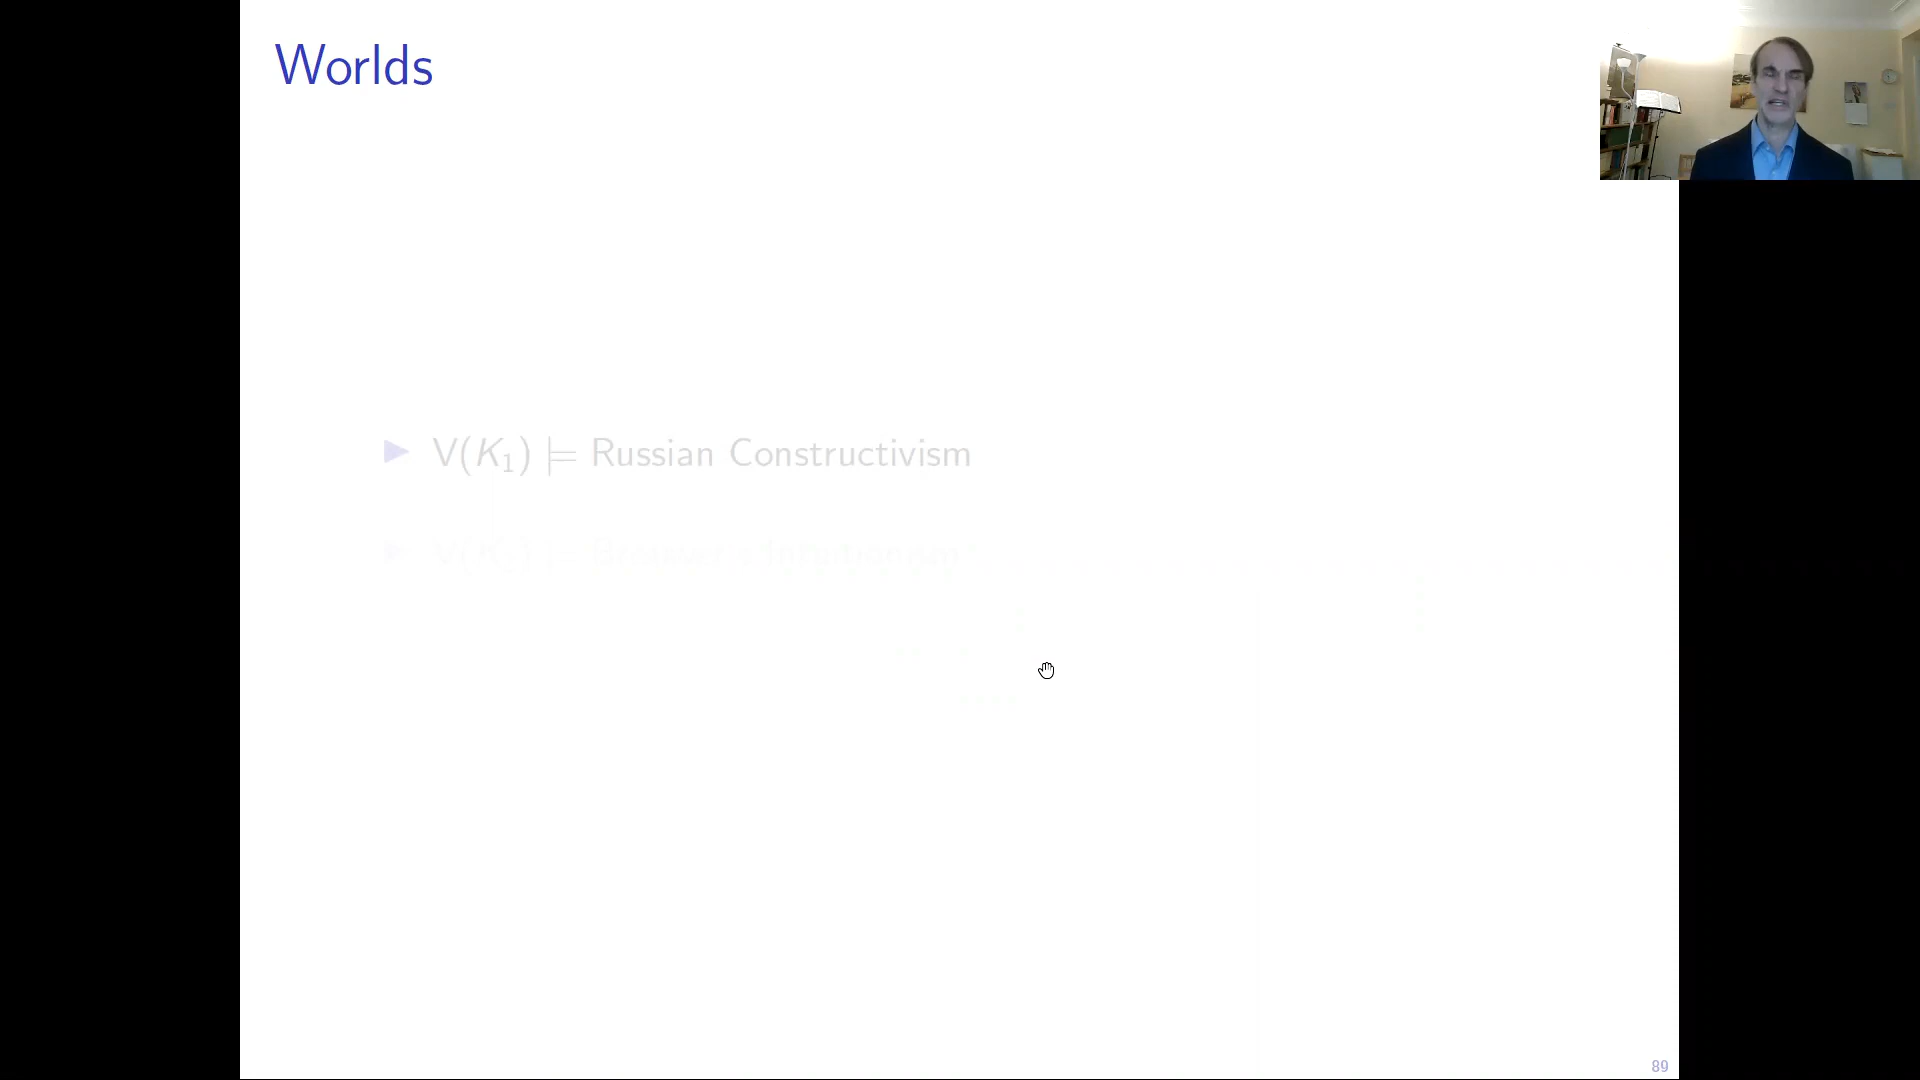 Worlds
▶ V(K₁) ⊨ Russian Constructivism
89